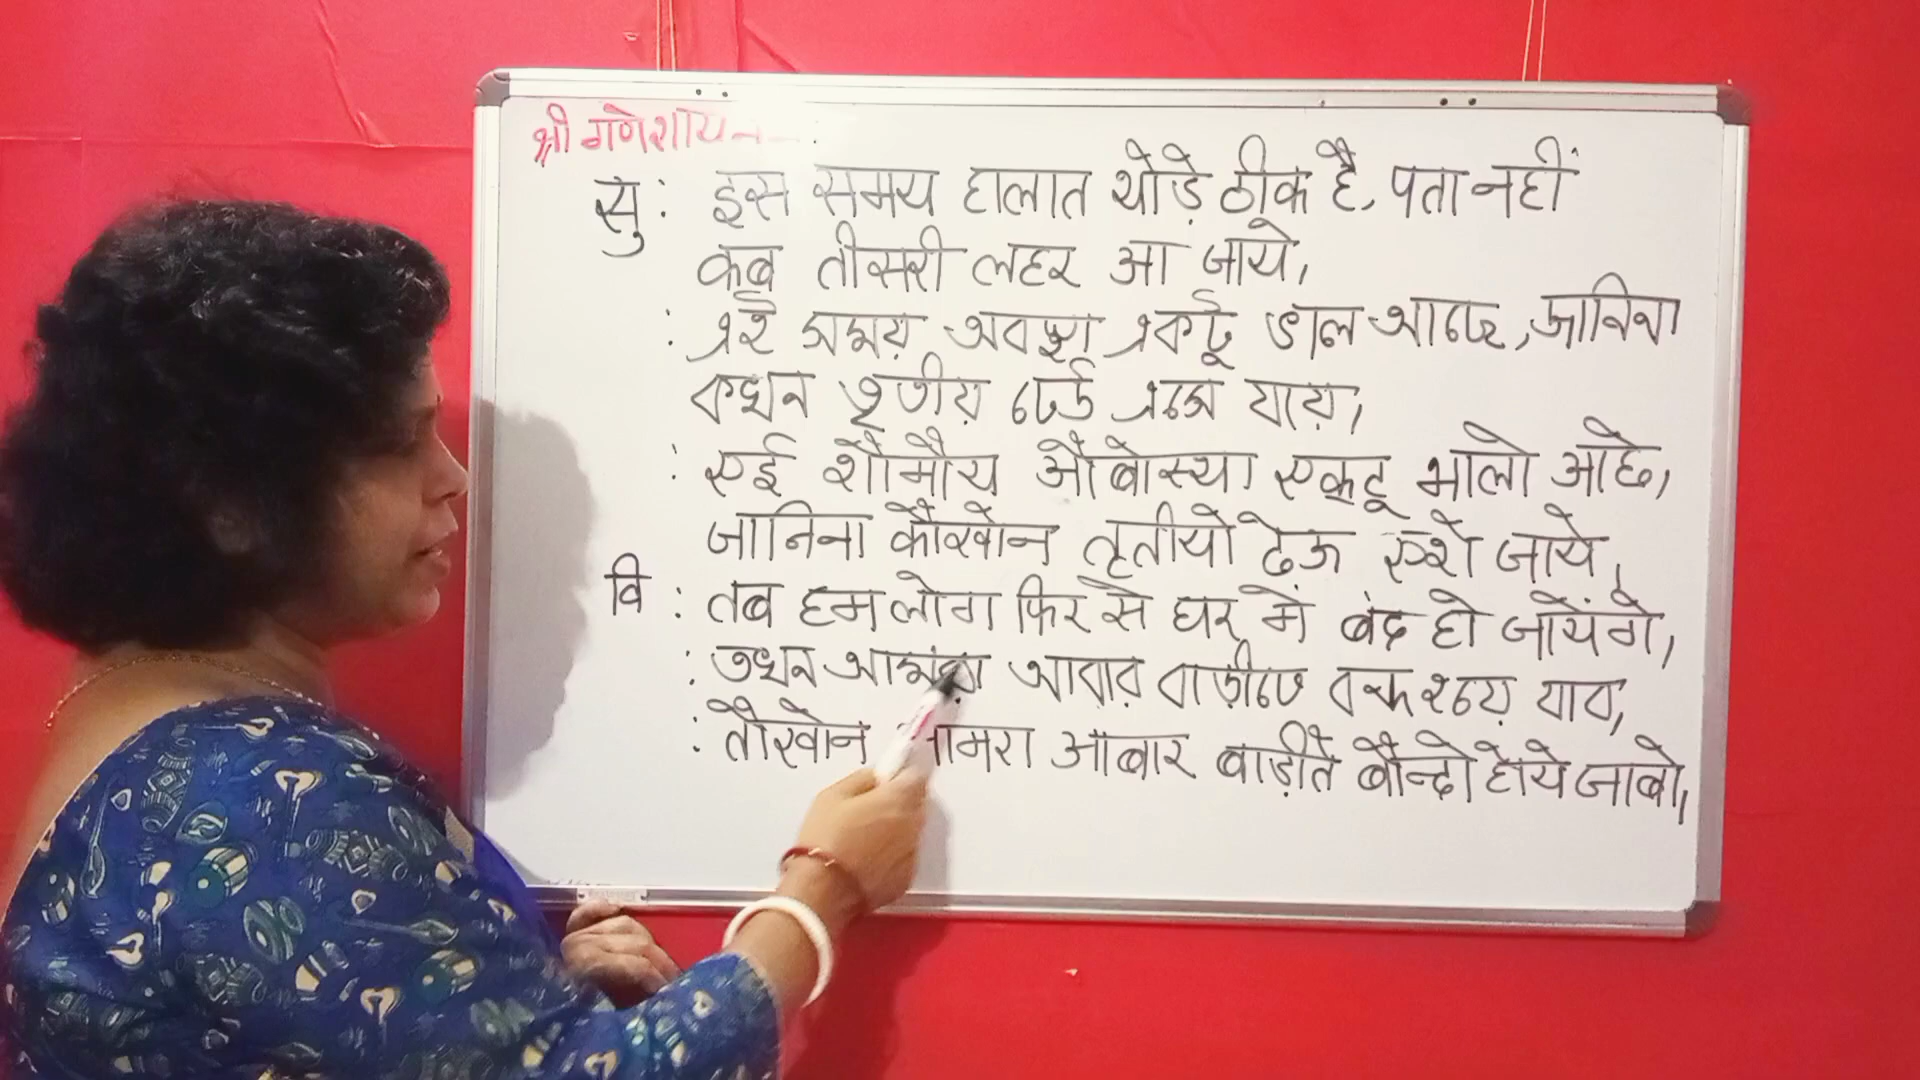 श्री गणेशाय
सु: इस समय हालात थोड़े ठीक है, पता नहीं
कब तीसरी लहर आ जाये,
: এই সময় অবস্থা একটু ভাল আছে, জানিনা
কখন তৃতীয় ঢেউ এসে যায়,
: एई शौमौय औबोस्था एकटू भालो आछे,
जानिना कौखोन तृतीयो ढेऊ एशे जाये,
वि: तब हम लोग फिर से घर में बंद हो जायेंगे,
: তখন আমরা আবার বাড়ীতে বন্ধ হয়ে যাব,
: तौखोन आमरा आबार बाड़ीते बौन्दो होये जाबो,